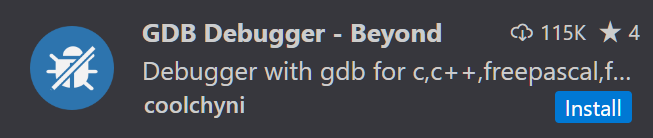 GDB Debugger - Beyond 115K 4
Debugger with gdb for c,c++,freepascal,f...
coolchyni Install